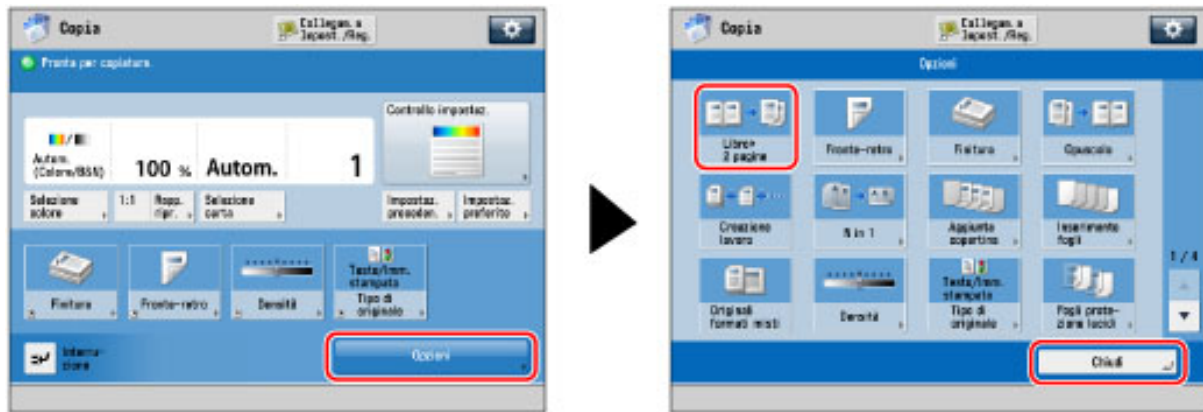 Copia
Collegam. a
Impost./Reg.
Pronta per copiatura.
Controllo impostaz.
Autom.
(Colore/B&N)
100 %
Autom.
1
Selezione
colore
1:1
Rapp.
ripr.
Selezione
carta
Impostaz.
preceden.
Impostaz.
preferite
Finitura
Fronte-retro
Densità
Testo/Imm.
stampata
Tipo di
originale
Interru-
zione
Opzioni
Copia
Collegam. a
Impost./Reg.
Opzioni
Libro»
2 pagine
Fronte-retro
Finitura
Opuscolo
Creazione
lavoro
N in 1
Aggiunta
copertina
Inserimento
fogli
Originali
formati misti
Densità
Testo/Imm.
stampata
Tipo di
originale
Fogli prote-
zione lucidi
1/4
Chiudi